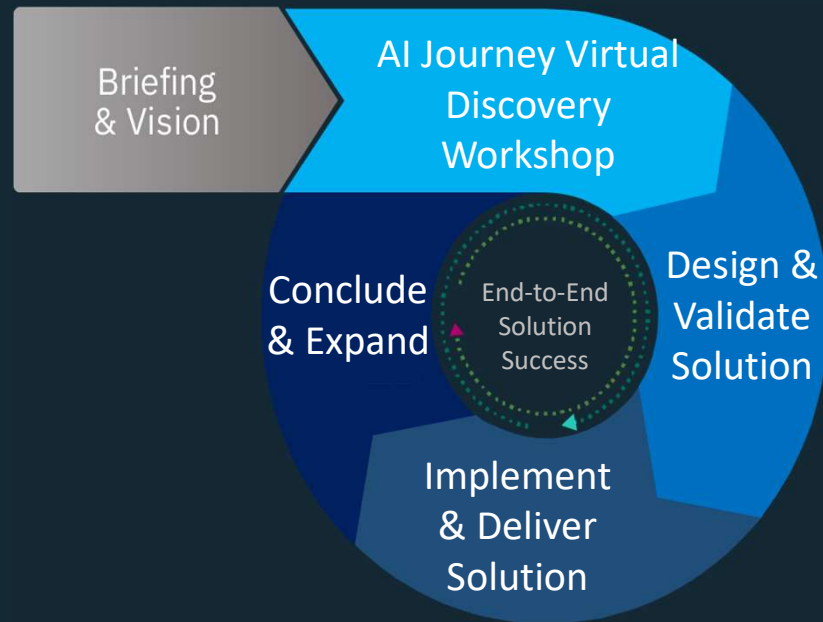 Briefing
& Vision
AI Journey Virtual
Discovery
Workshop
Design &
Validate
Solution
Implement
& Deliver
Solution
Conclude
& Expand
End-to-End
Solution
Success